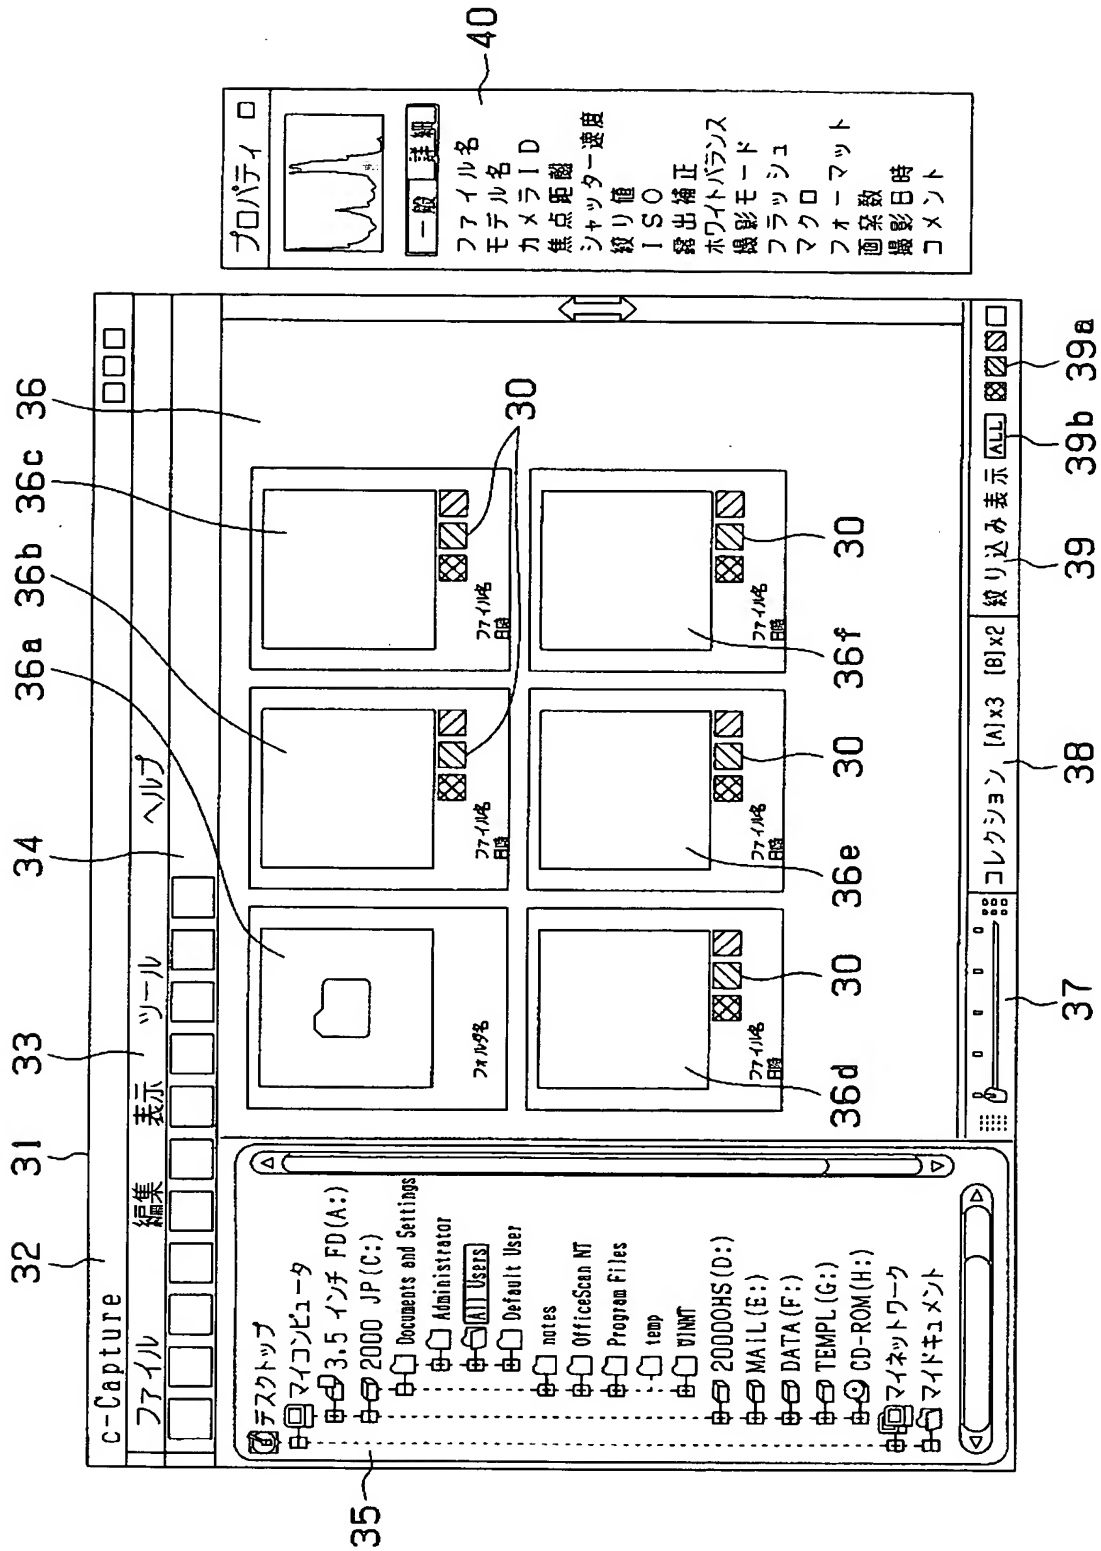 31
32
33
34
36a
36b
36c
36
c-Capture
ファイル 編集 表示 ツール ヘルプ
35
デスクトップ
マイコンピュータ
3.5 インチ FD(A:)
2000 JP(C:)
Documents and Settings
Administrator
All Users
Default User
notes
OfficeScan NT
Program Files
temp
WINNT
2000OHS(D:)
MAIL(E:)
DATA(F:)
TEMPL(G:)
CD-ROM(H:)
マイネットワーク
マイドキュメント
フォルダ名
ファイル名
日時
ファイル名
日時
30
ファイル名
日時
ファイル名
日時
ファイル名
日時
36d
30
36e
30
36f
30
コレクション [A]x3 [B]x2
絞り込み表示 ALL
37
38
39
39b
39a
プロパティ
一般 詳細
ファイル名
モデル名
カメラID
焦点距離
シャッター速度
絞り値
ISO
露出補正
ホワイトバランス
撮影モード
フラッシュ
マクロ
フォーマット
画素数
撮影日時
コメント
40